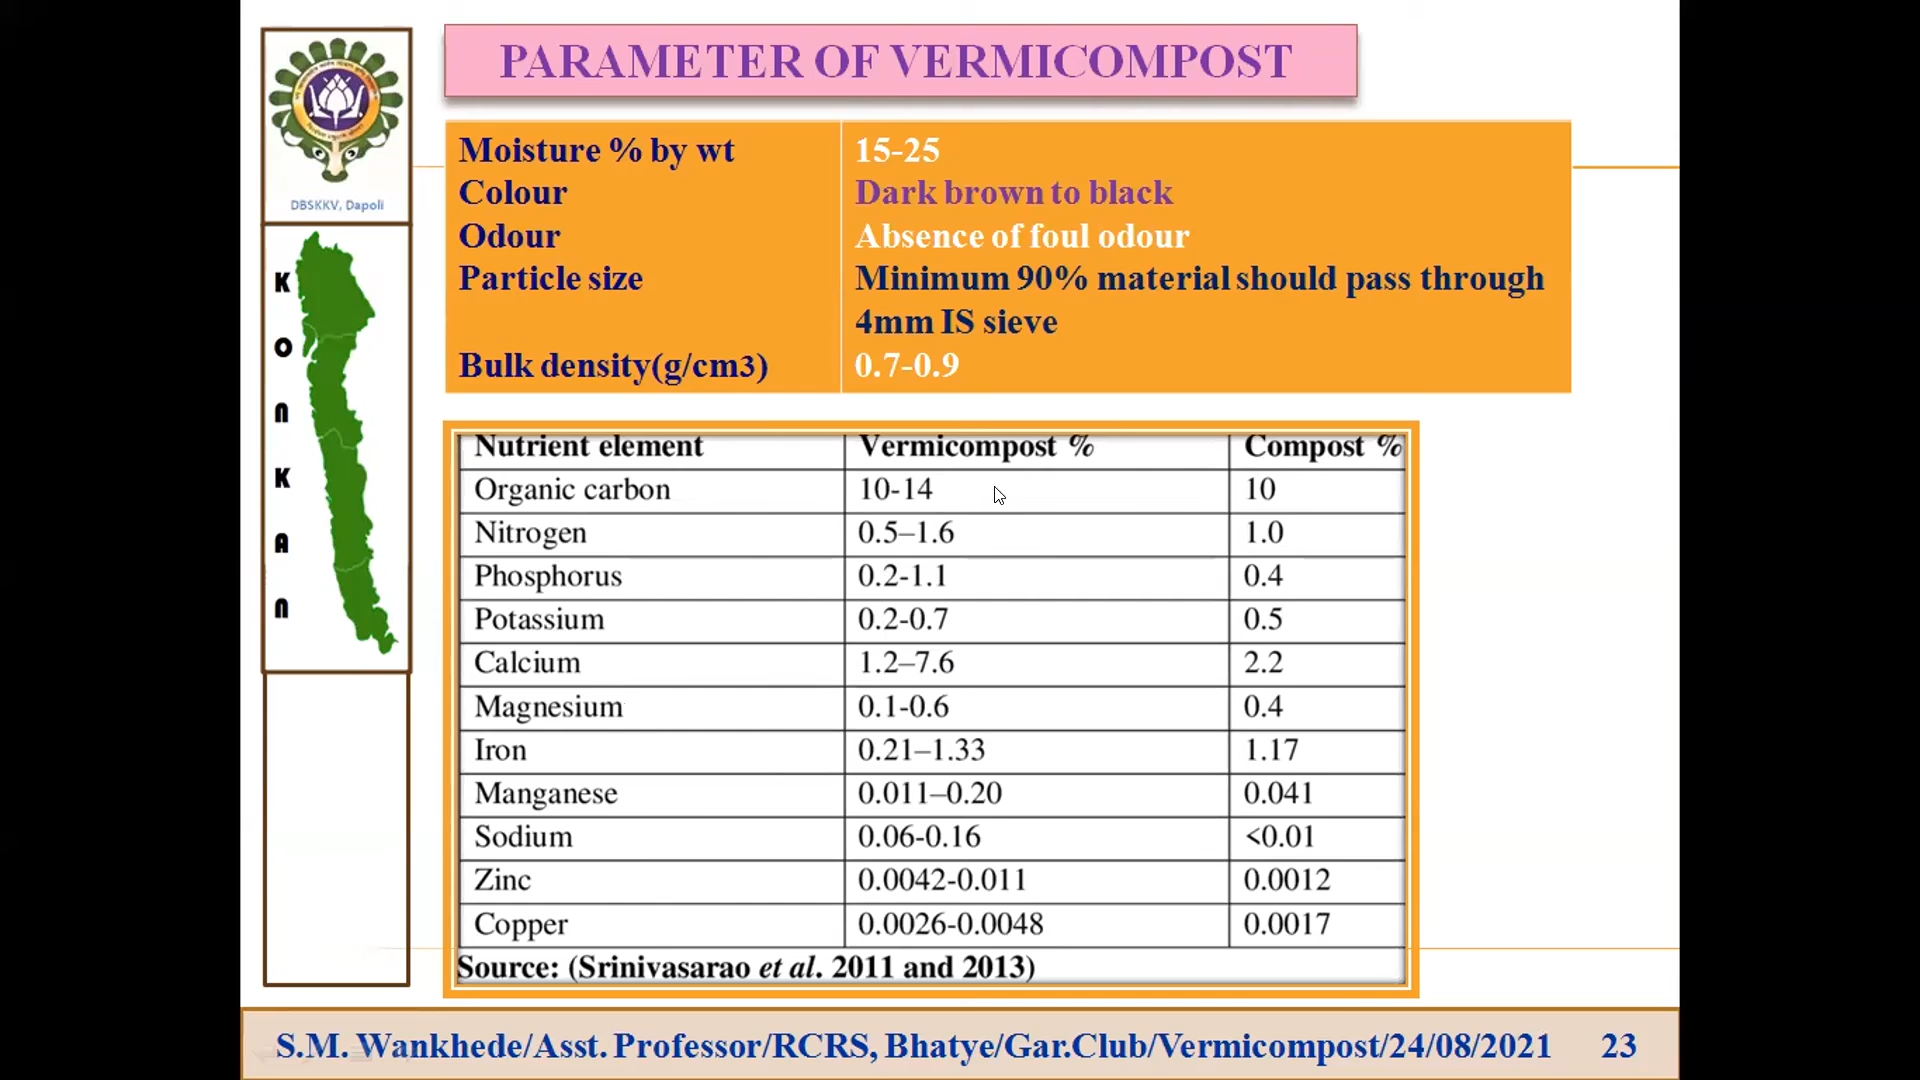 PARAMETER OF VERMICOMPOST
DBSKKV, Dapoli
KONKAN
Moisture % by wt 15-25
Colour Dark brown to black
Odour Absence of foul odour
Particle size Minimum 90% material should pass through
4mm IS sieve
Bulk density(g/cm3) 0.7-0.9
Nutrient element Vermicompost % Compost %
Organic carbon 10-14 10
Nitrogen 0.5–1.6 1.0
Phosphorus 0.2-1.1 0.4
Potassium 0.2-0.7 0.5
Calcium 1.2–7.6 2.2
Magnesium 0.1-0.6 0.4
Iron 0.21–1.33 1.17
Manganese 0.011–0.20 0.041
Sodium 0.06-0.16 <0.01
Zinc 0.0042-0.011 0.0012
Copper 0.0026-0.0048 0.0017
Source: (Srinivasarao et al. 2011 and 2013)
S.M. Wankhede/Asst. Professor/RCRS, Bhatye/Gar.Club/Vermicompost/24/08/2021 23